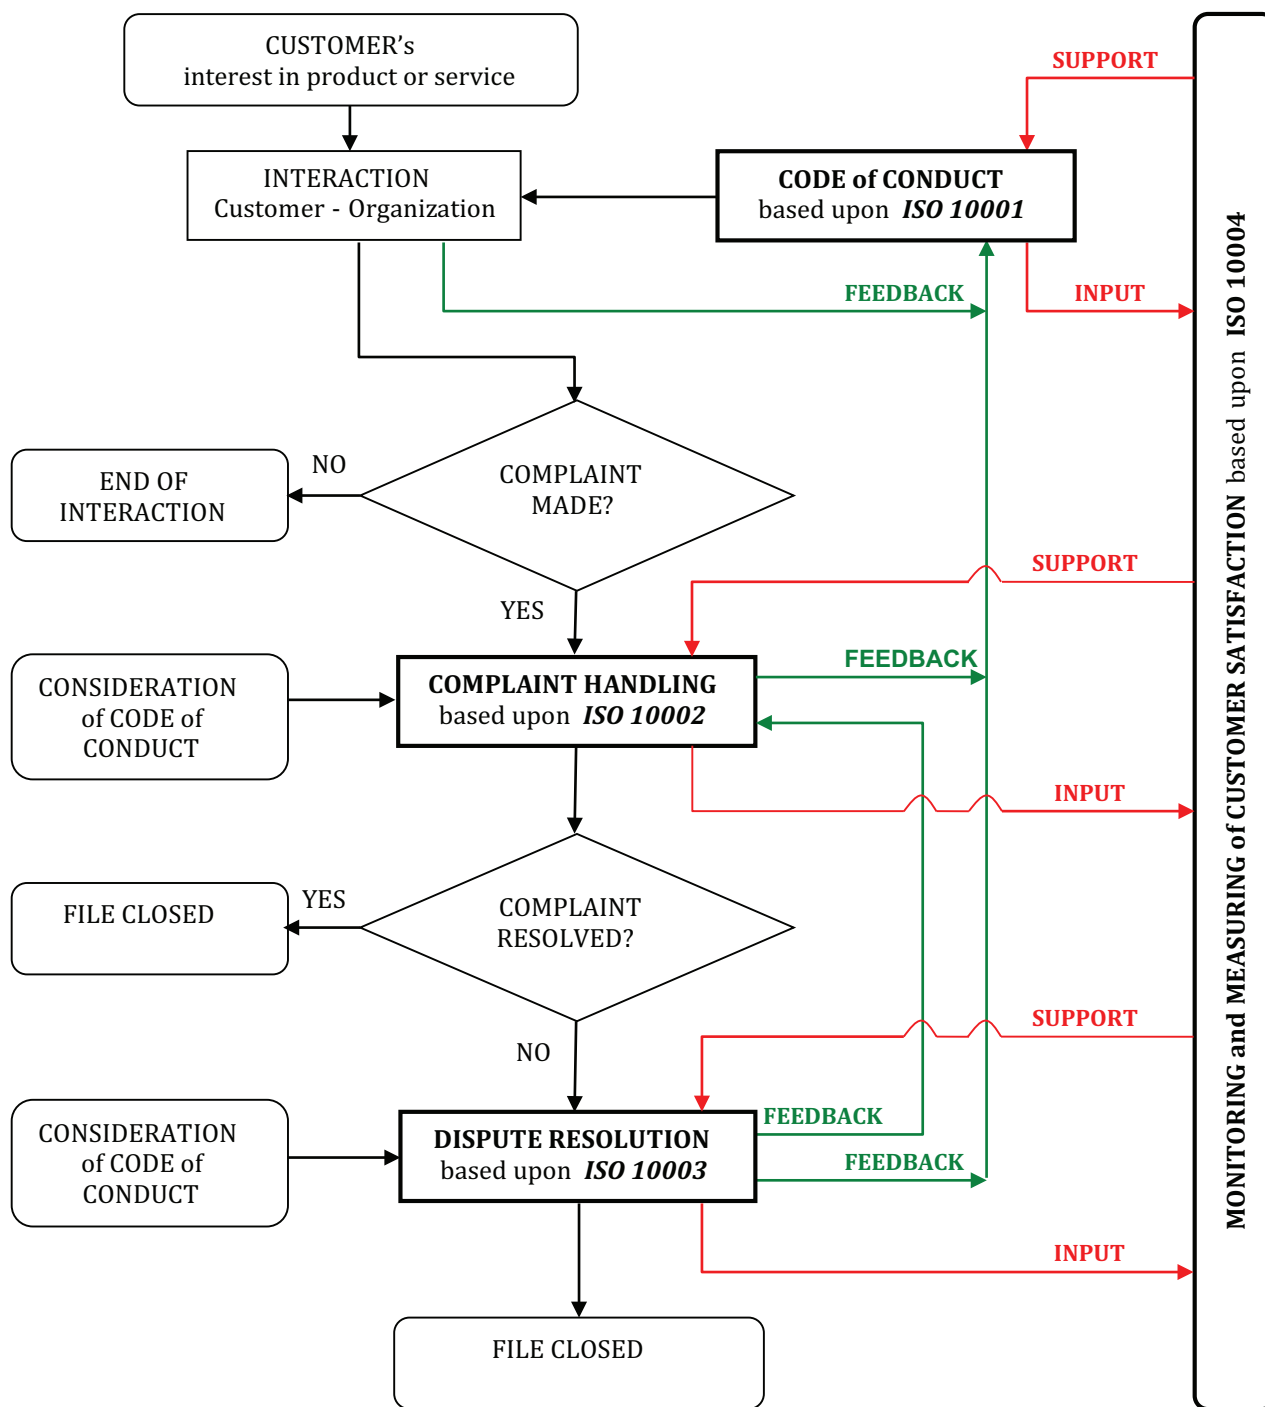 CUSTOMER's
interest in product or service
SUPPORT
INTERACTION
Customer - Organization
CODE of CONDUCT
based upon ISO 10001
FEEDBACK
INPUT
COMPLAINT
MADE?
NO
END OF
INTERACTION
YES
SUPPORT
CONSIDERATION
of CODE of
CONDUCT
COMPLAINT HANDLING
based upon ISO 10002
FEEDBACK
INPUT
COMPLAINT
RESOLVED?
YES
FILE CLOSED
NO
SUPPORT
CONSIDERATION
of CODE of
CONDUCT
DISPUTE RESOLUTION
based upon ISO 10003
FEEDBACK
FEEDBACK
INPUT
FILE CLOSED
MONITORING and MEASURING of CUSTOMER SATISFACTION based upon ISO 10004